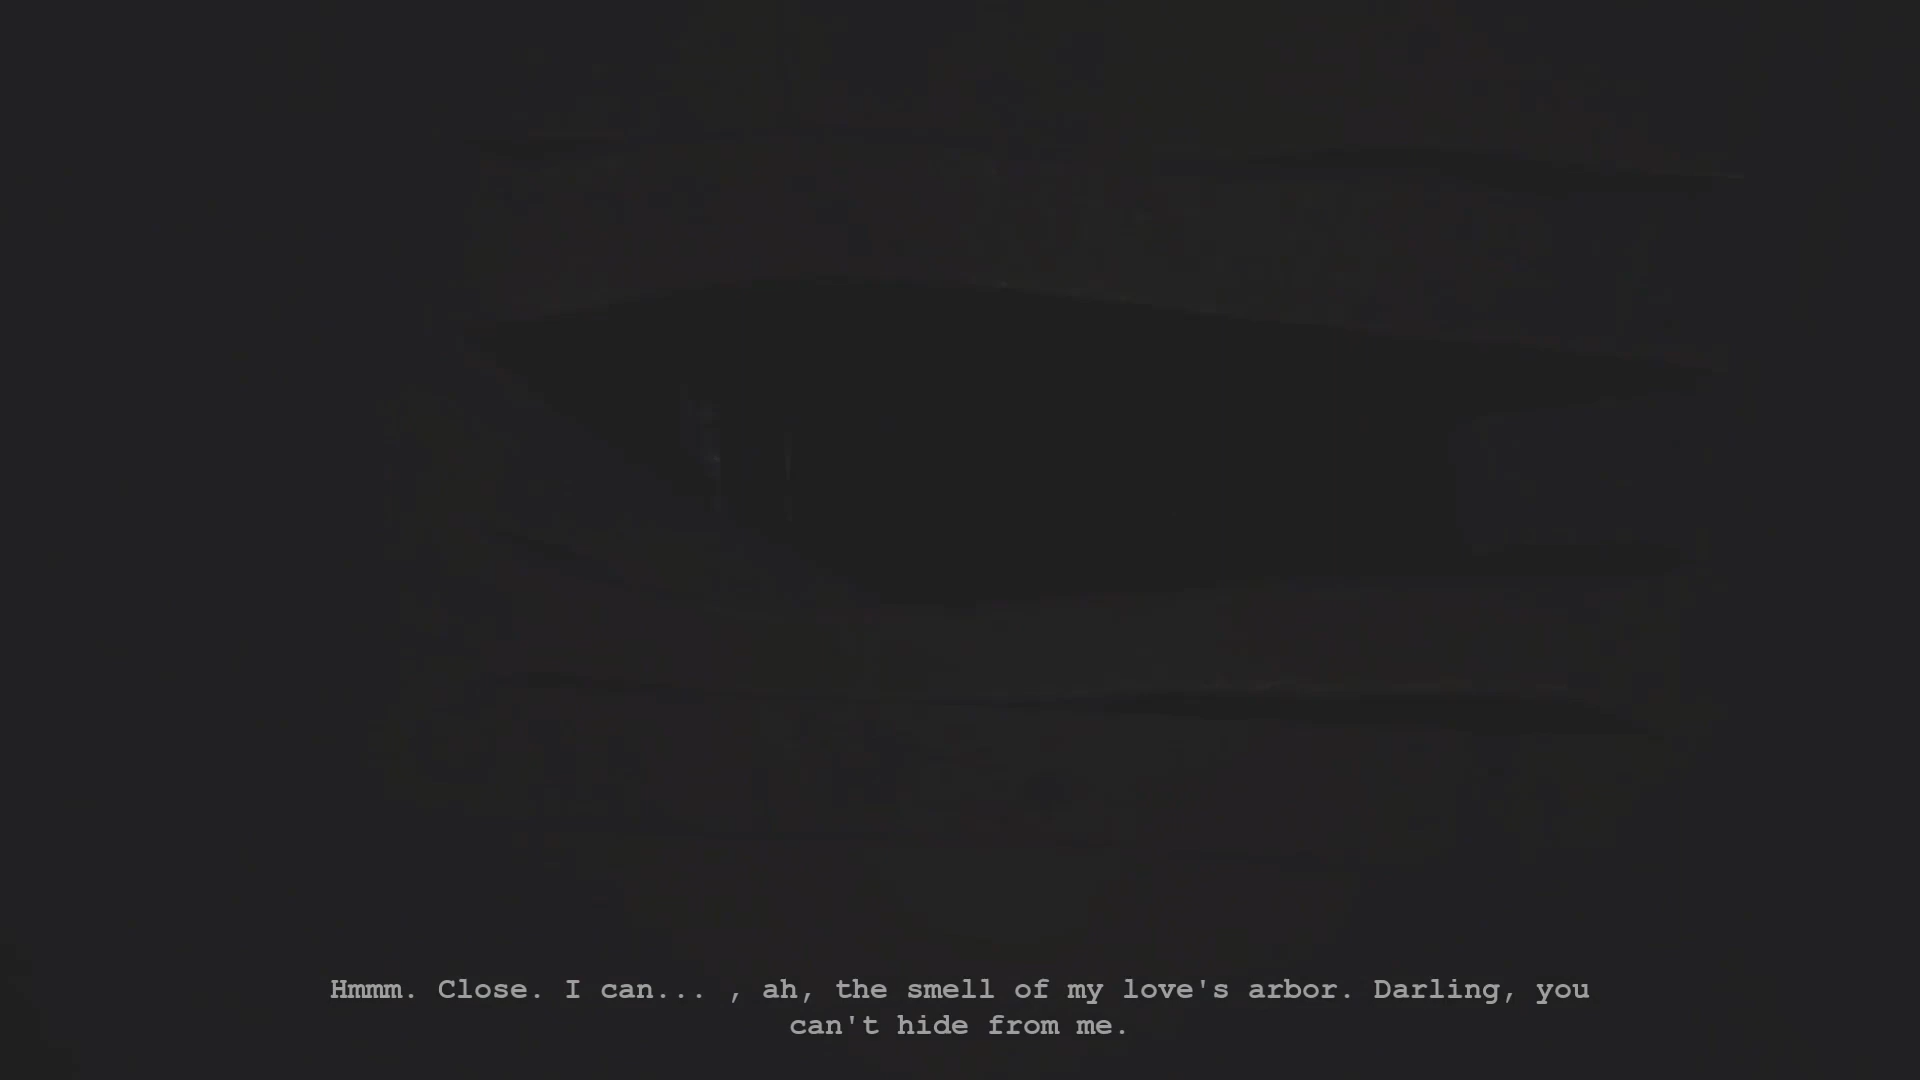 Hmmm. Close. I can... , ah, the smell of my love's arbor. Darling, you
can't hide from me.